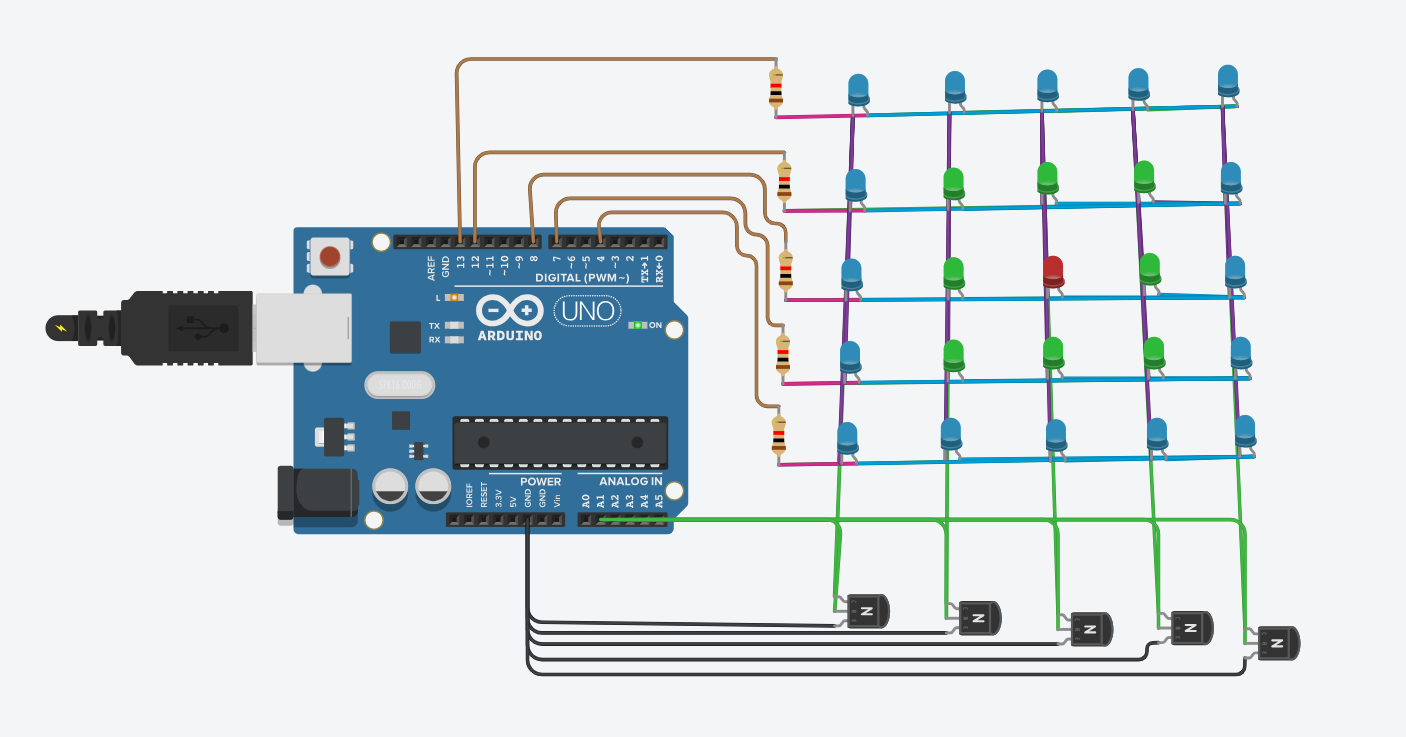 AREF
GND
13
12
~11
~10
~9
8
7
~6
~5
4
~3
2
TX→1
RX←0
DIGITAL (PWM~)
L
TX
RX
UNO
ON
ARDUINO
POWER
ANALOG IN
IOREF
RESET
3.3V
5V
GND
GND
Vin
A0
A1
A2
A3
A4
A5
N
N
N
N
N